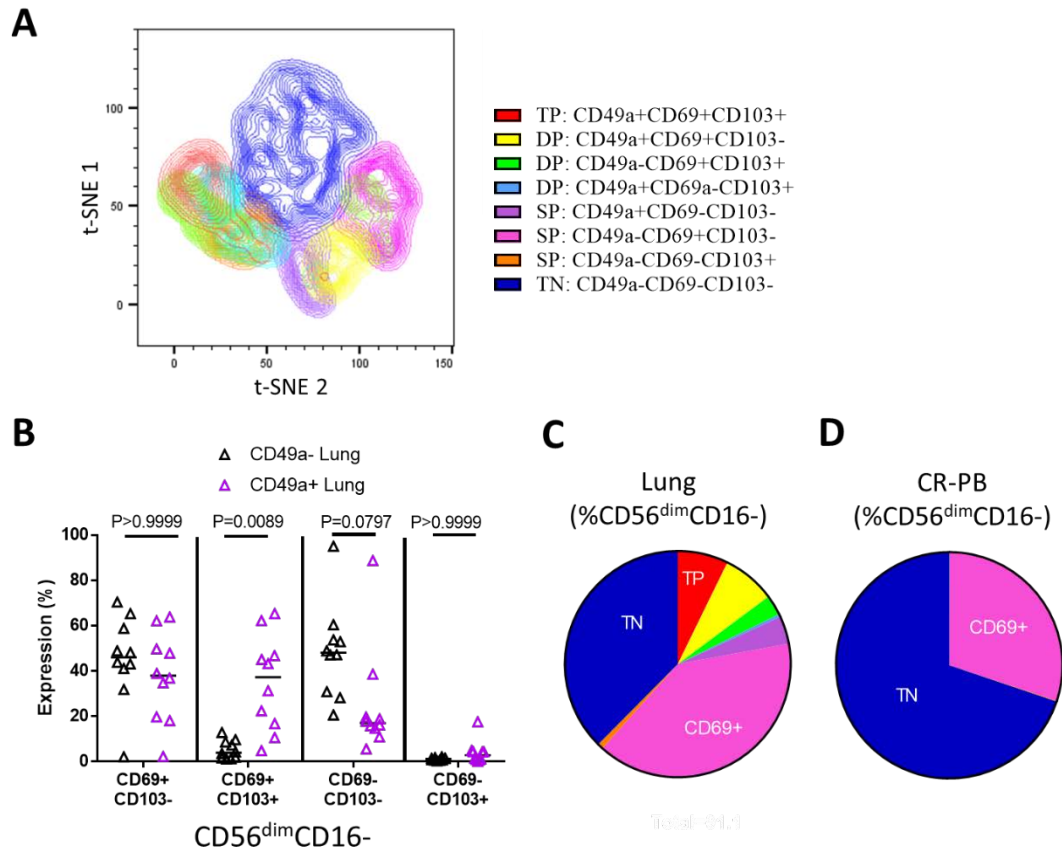 A
t-SNE 1
100
50
0
0
50
100
150
t-SNE 2
TP: CD49a+CD69+CD103+
DP: CD49a+CD69+CD103-
DP: CD49a-CD69+CD103+
DP: CD49a+CD69a-CD103+
SP: CD49a+CD69-CD103-
SP: CD49a-CD69+CD103-
SP: CD49a-CD69-CD103+
TN: CD49a-CD69-CD103-
B
CD49a- Lung
CD49a+ Lung
P>0.9999
P=0.0089
P=0.0797
P>0.9999
Expression (%)
100
80
60
40
20
0
CD69+
CD103-
CD69+
CD103+
CD69-
CD103-
CD69-
CD103+
CD56dimCD16-
C
Lung
(%CD56dimCD16-)
TP
TN
CD69+
D
CR-PB
(%CD56dimCD16-)
CD69+
TN